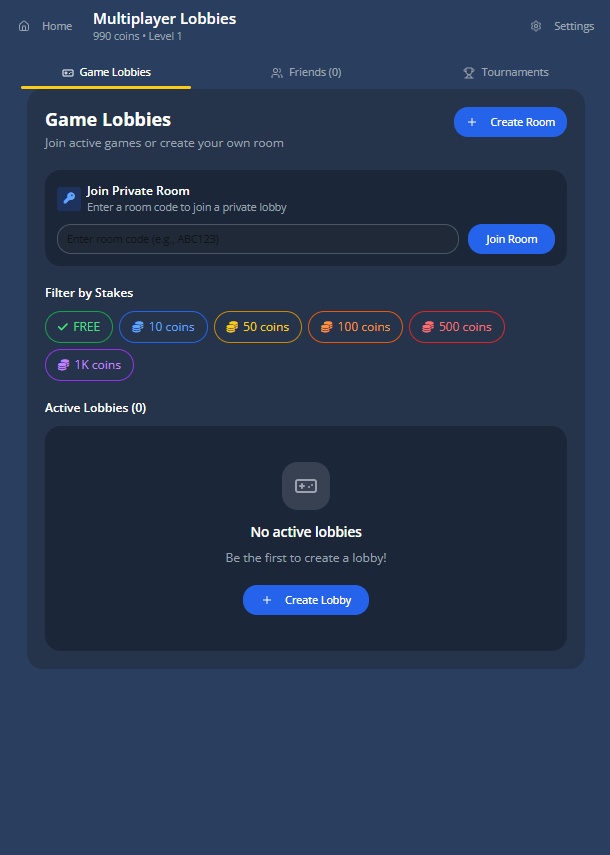 Home
Multiplayer Lobbies
990 coins • Level 1
Settings
Game Lobbies
Friends (0)
Tournaments
Game Lobbies
Join active games or create your own room
Create Room
Join Private Room
Enter a room code to join a private lobby
Enter room code (e.g., ABC123)
Join Room
Filter by Stakes
FREE
10 coins
50 coins
100 coins
500 coins
1K coins
Active Lobbies (0)
No active lobbies
Be the first to create a lobby!
Create Lobby